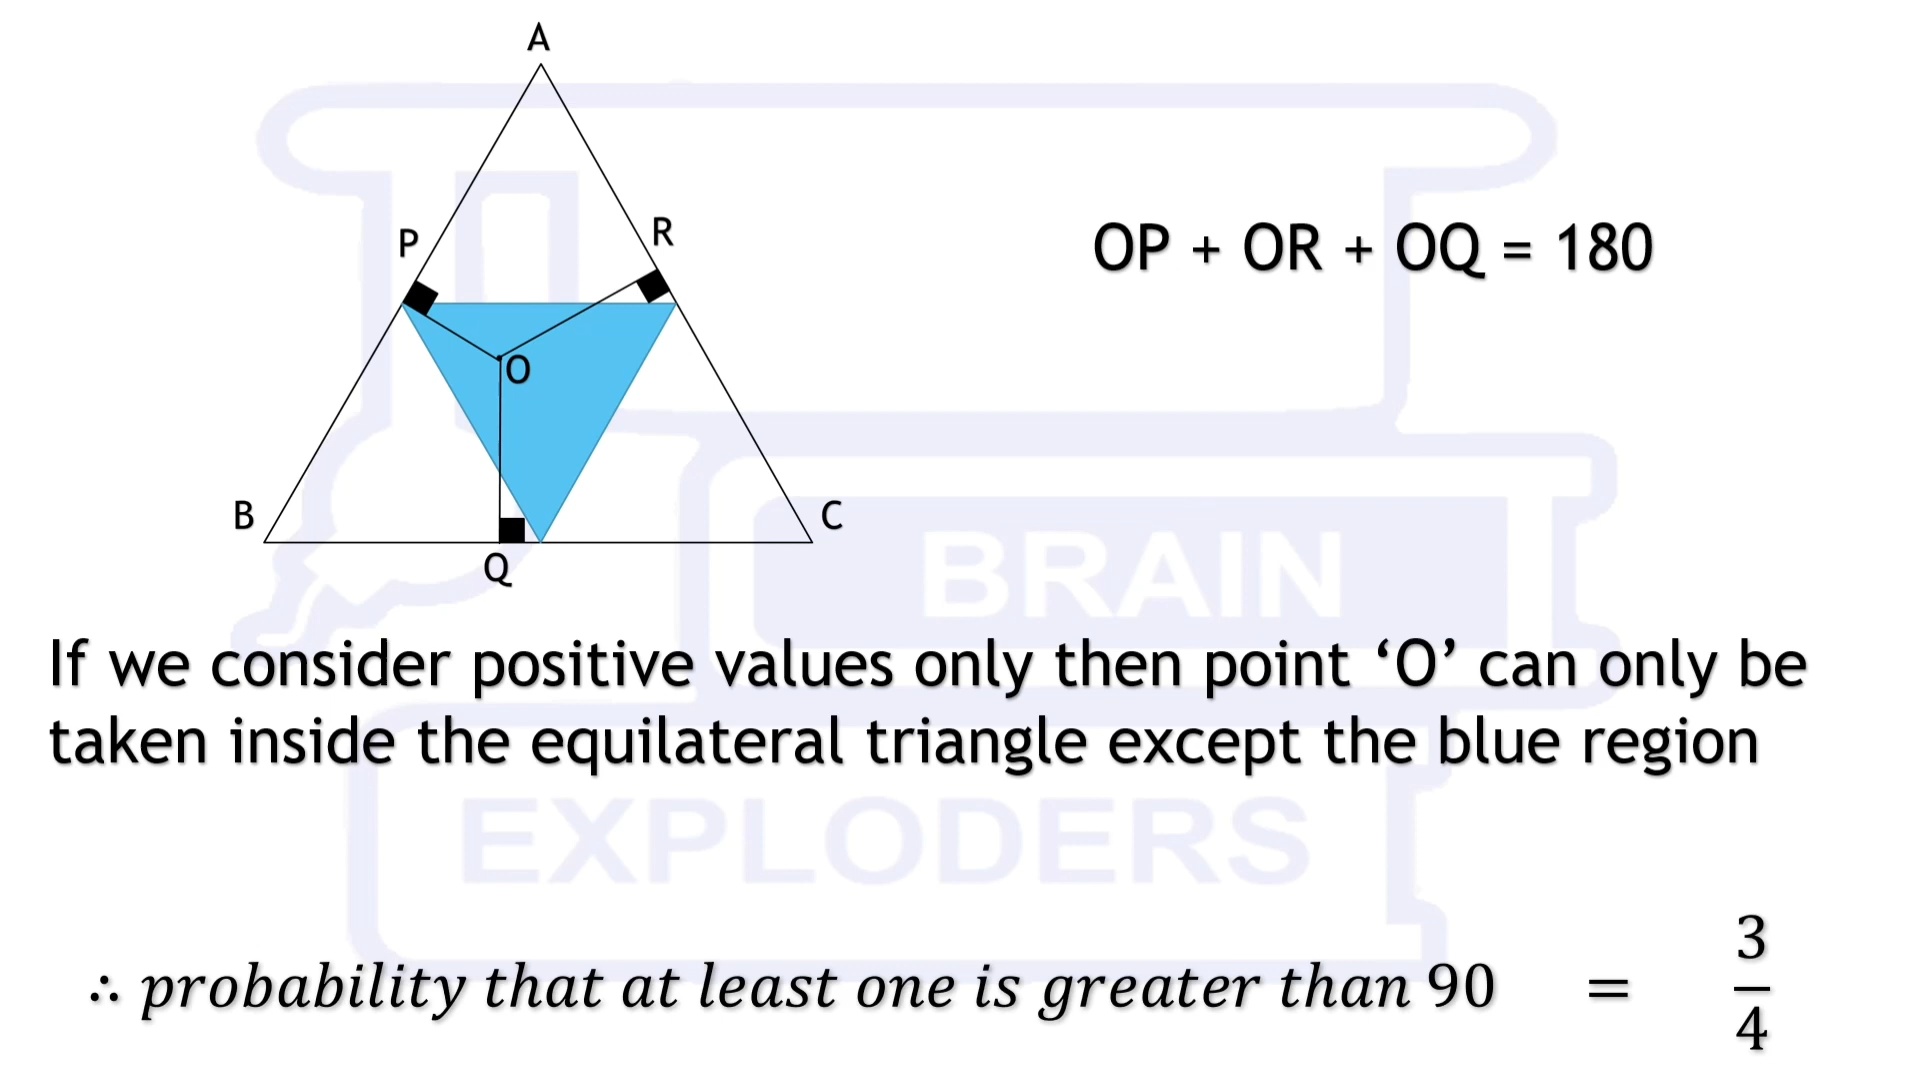 A
P
R
OP + OR + OQ = 180
O
B
C
Q
BRAIN
If we consider positive values only then point ‘O’ can only be
taken inside the equilateral triangle except the blue region
EXPLODERS
∴ probability that at least one is greater than 90 = 3/4